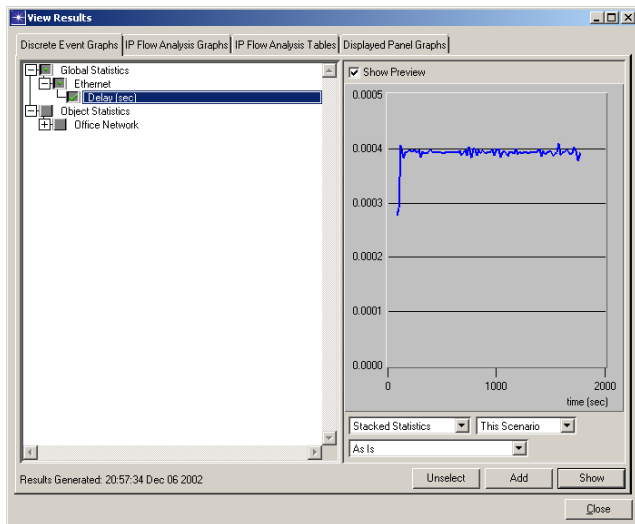 View Results
Discrete Event Graphs IP Flow Analysis Graphs IP Flow Analysis Tables Displayed Panel Graphs
Global Statistics
Ethernet
Delay (sec)
Object Statistics
Office Network
Show Preview
0.0005
0.0004
0.0003
0.0002
0.0001
0.0000
0 1000 2000
time (sec)
Stacked Statistics This Scenario
As Is
Results Generated: 20:57:34 Dec 06 2002
Unselect Add Show
Close